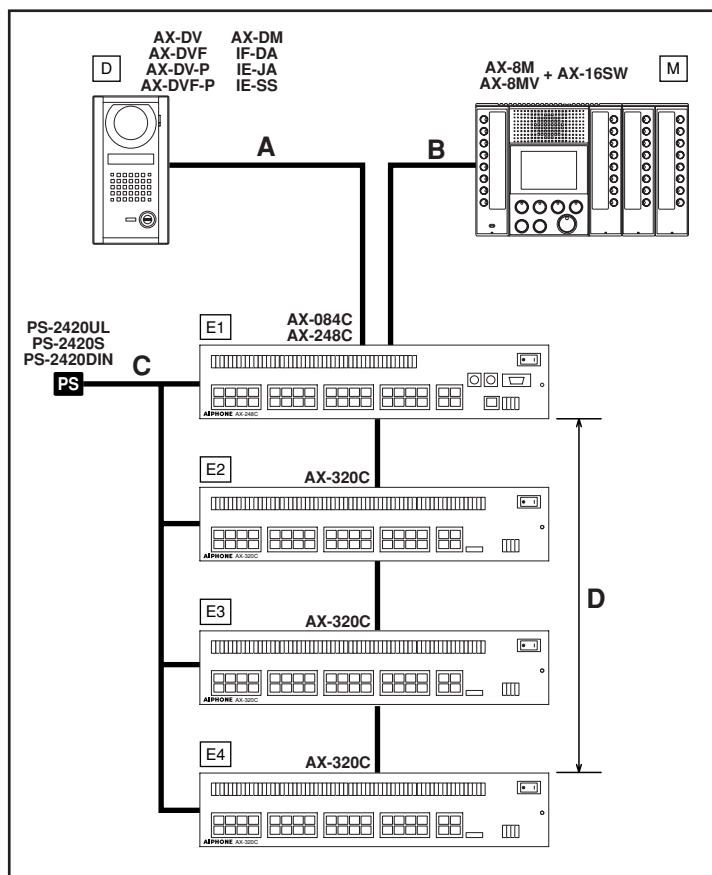 AX-DV AX-DM
AX-DVF IF-DA
AX-DV-P IE-JA
AX-DVF-P IE-SS
D
AX-8M
AX-8MV + AX-16SW
M
A
B
PS-2420UL
PS-2420S
PS-2420DIN
PS
C
E1
AX-084C
AX-248C
AIPHONE AX-248C
E2
AX-320C
AIPHONE AX-320C
D
E3
AX-320C
AIPHONE AX-320C
E4
AX-320C
AIPHONE AX-320C